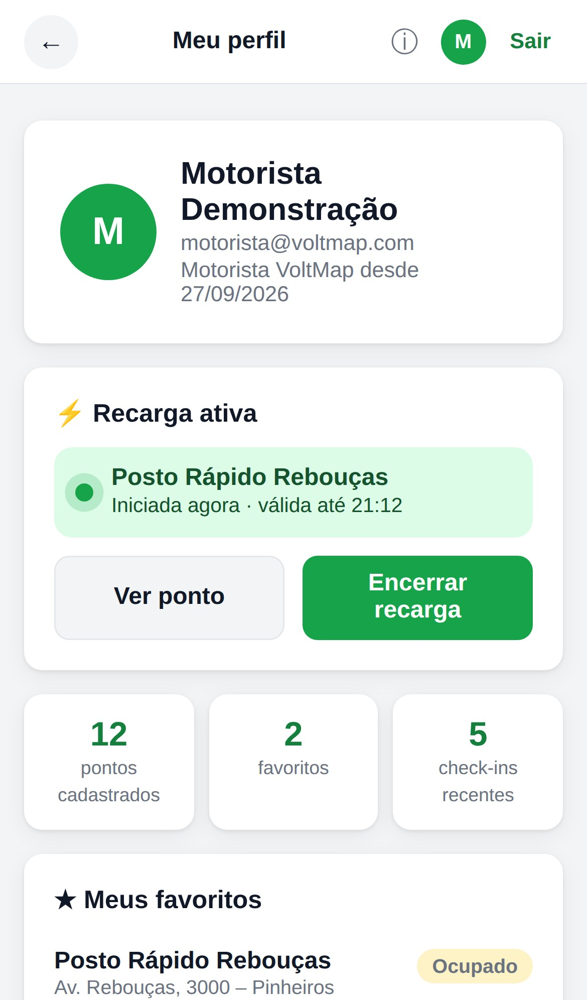 ← Meu perfil ⓘ M Sair
M
Motorista
Demonstração
motorista@voltmap.com
Motorista VoltMap desde
27/09/2026
⚡ Recarga ativa
Posto Rápido Rebouças
Iniciada agora · válida até 21:12
Ver ponto
Encerrar
recarga
12
pontos
cadastrados
2
favoritos
5
check-ins
recentes
★ Meus favoritos
Posto Rápido Rebouças
Ocupado
Av. Rebouças, 3000 – Pinheiros